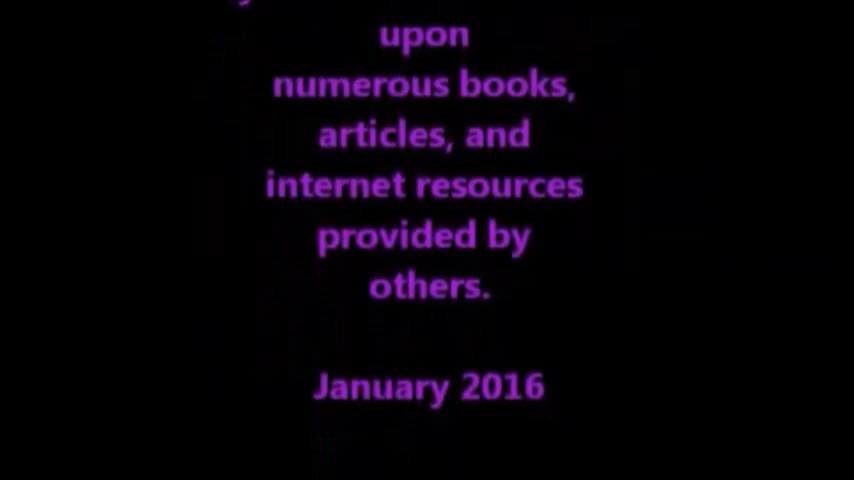 upon
numerous books,
articles, and
internet resources
provided by
others.
January 2016